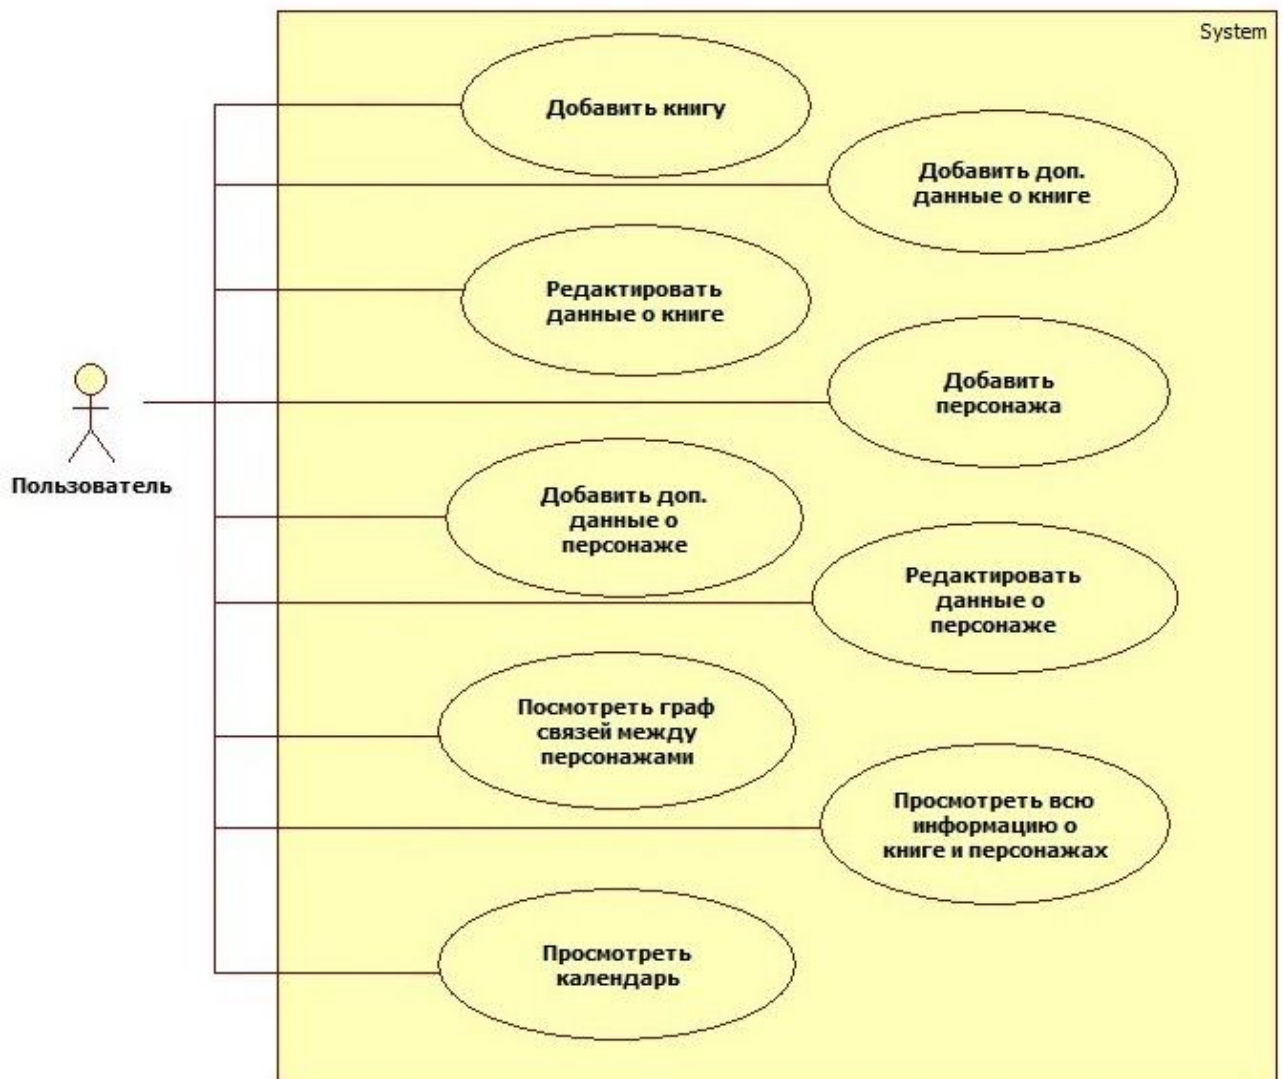 System
Добавить книгу
Добавить доп.
данные о книге
Редактировать
данные о книге
Добавить
персонажа
Пользователь
Добавить доп.
данные о
персонаже
Редактировать
данные о
персонаже
Посмотреть граф
связей между
персонажами
Просмотреть всю
информацию о
книге и персонажах
Просмотреть
календарь